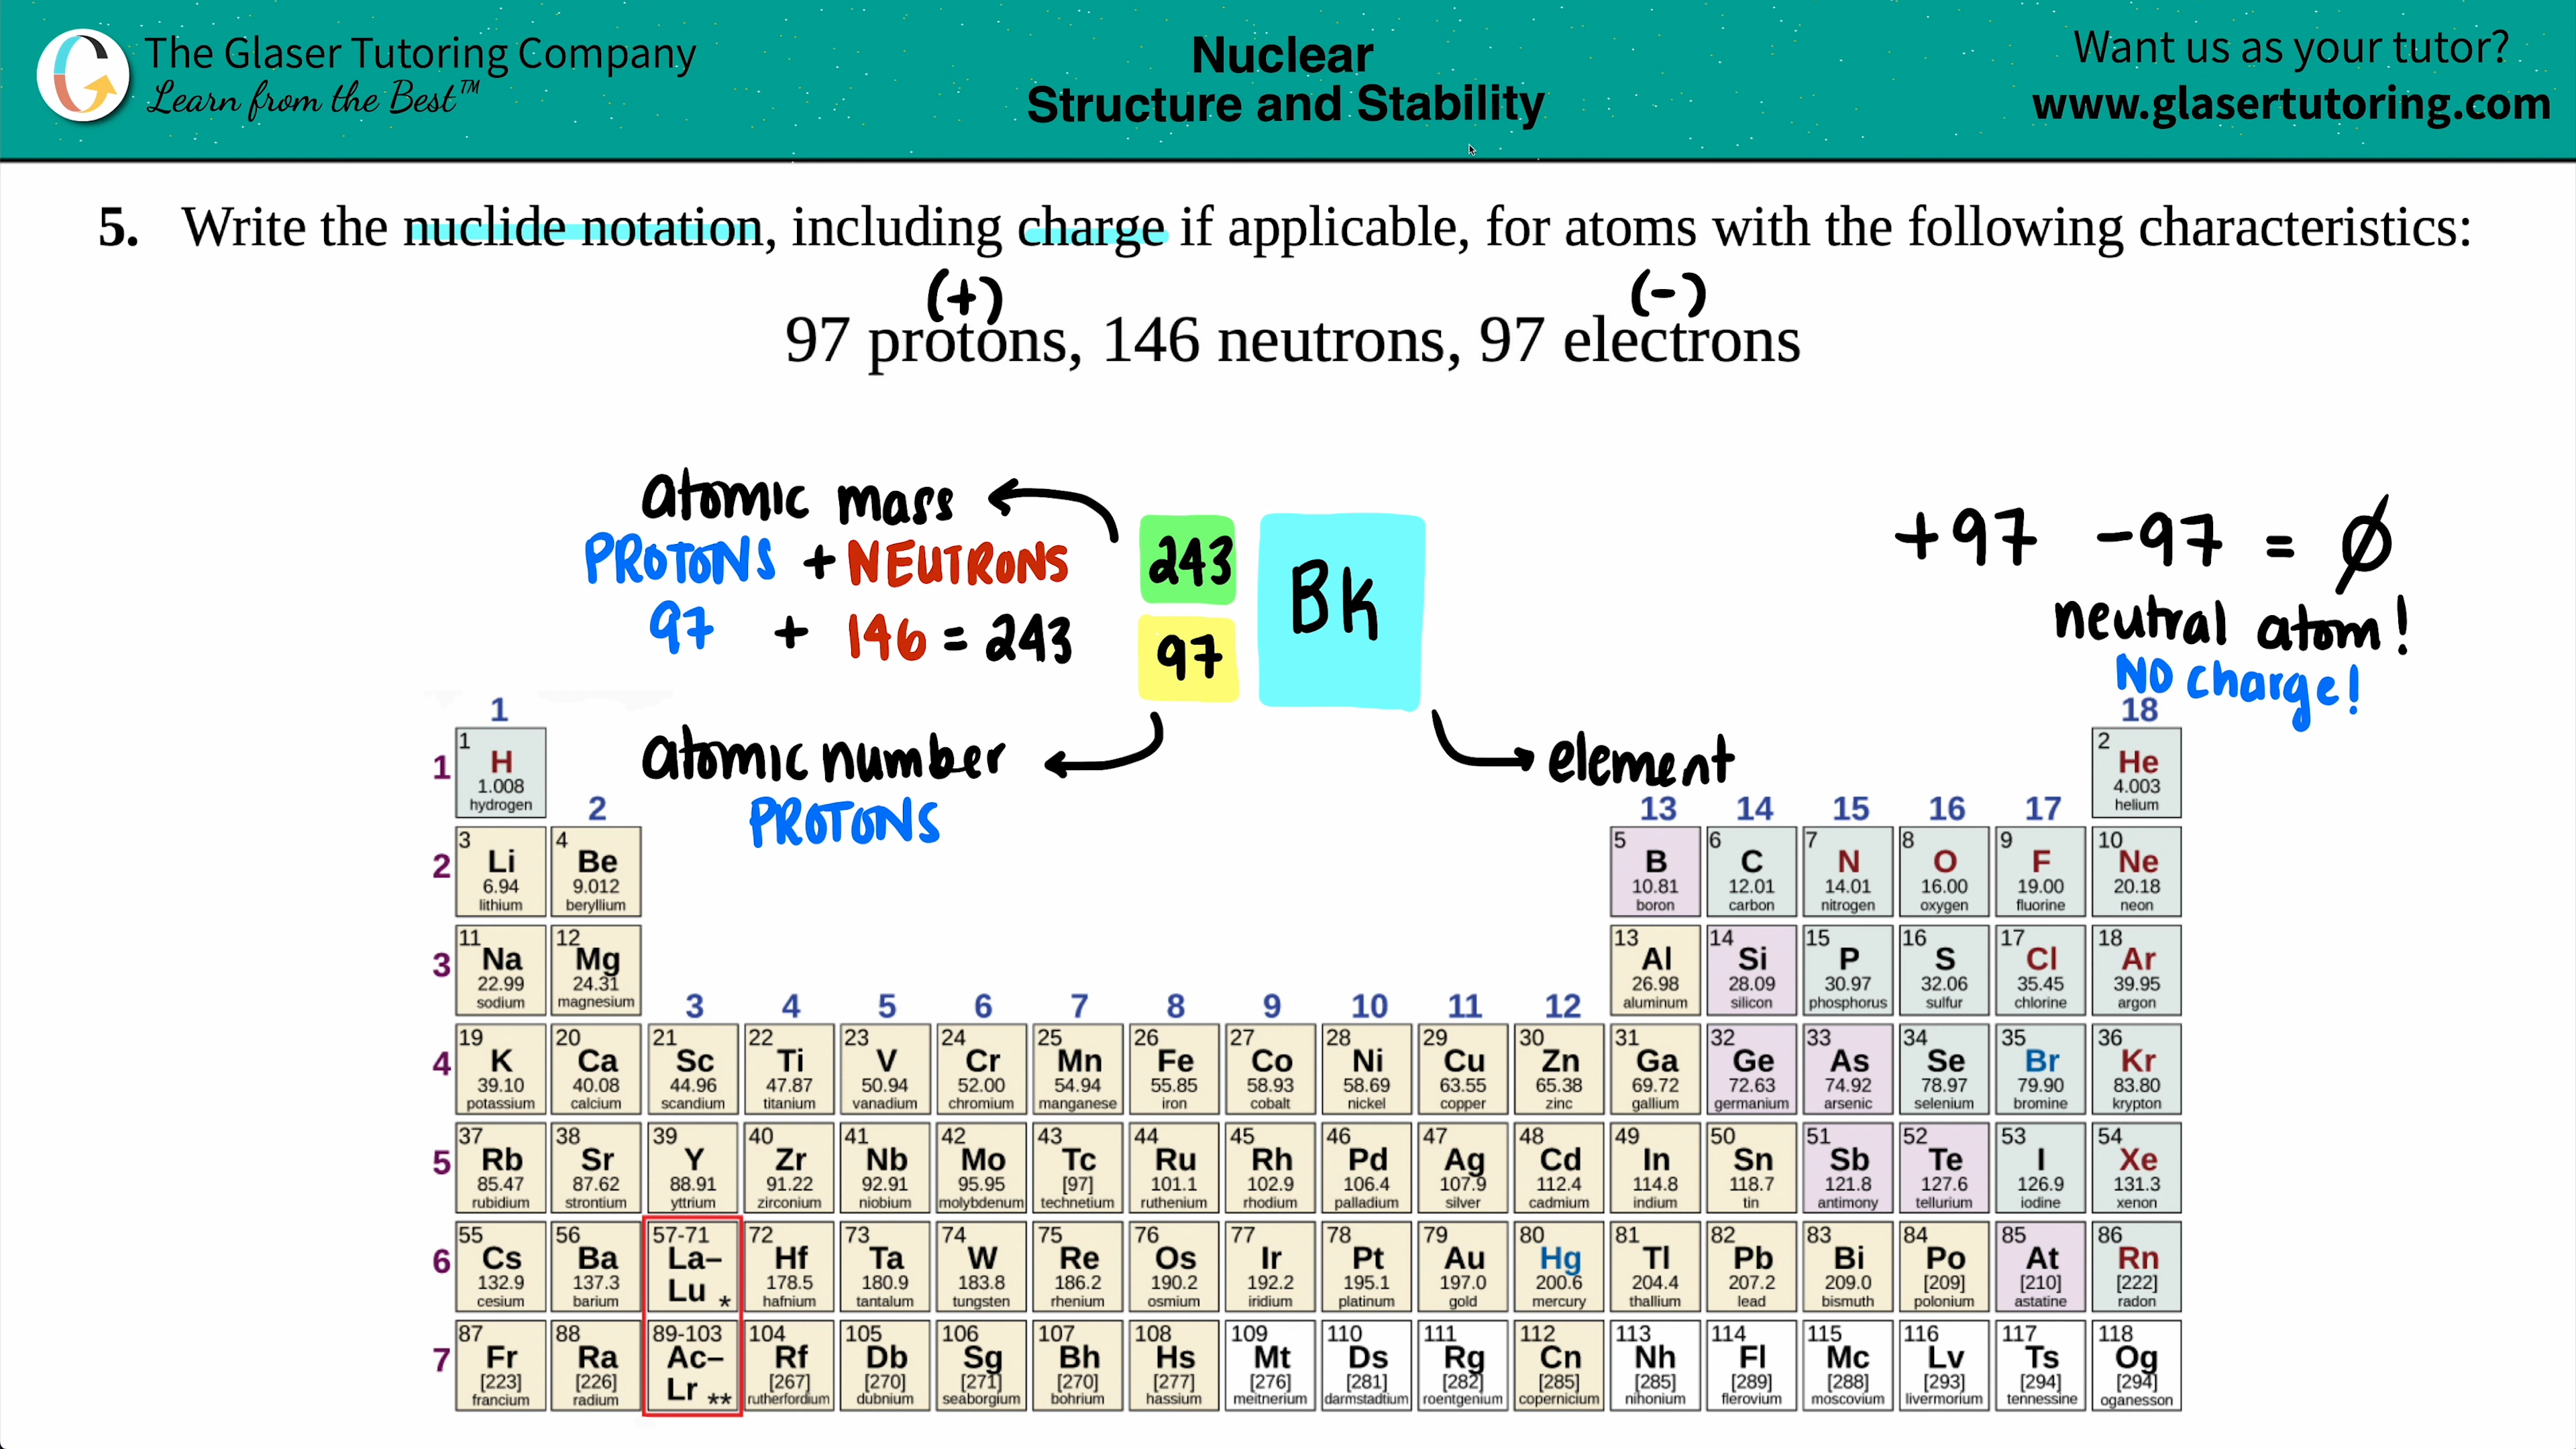 The Glaser Tutoring Company
Learn from the Best™
Nuclear
Structure and Stability
Want us as your tutor?
www.glasertutoring.com
5. Write the nuclide notation, including charge if applicable, for atoms with the following characteristics:
(+) (-)
97 protons, 146 neutrons, 97 electrons
atomic mass
PROTONS + NEUTRONS
97 + 146 = 243
243
97
Bk
+97 -97 = ∅
neutral atom!
NO charge!
atomic number
PROTONS
element
1 18
1 1 H 1.008 hydrogen 2 He 4.003 helium
2 13 14 15 16 17
2 3 Li 6.94 lithium 4 Be 9.012 beryllium 5 B 10.81 boron 6 C 12.01 carbon 7 N 14.01 nitrogen 8 O 16.00 oxygen 9 F 19.00 fluorine 10 Ne 20.18 neon
3 11 Na 22.99 sodium 12 Mg 24.31 magnesium 13 Al 26.98 aluminum 14 Si 28.09 silicon 15 P 30.97 phosphorus 16 S 32.06 sulfur 17 Cl 35.45 chlorine 18 Ar 39.95 argon
3 4 5 6 7 8 9 10 11 12
4 19 K 39.10 potassium 20 Ca 40.08 calcium 21 Sc 44.96 scandium 22 Ti 47.87 titanium 23 V 50.94 vanadium 24 Cr 52.00 chromium 25 Mn 54.94 manganese 26 Fe 55.85 iron 27 Co 58.93 cobalt 28 Ni 58.69 nickel 29 Cu 63.55 copper 30 Zn 65.38 zinc 31 Ga 69.72 gallium 32 Ge 72.63 germanium 33 As 74.92 arsenic 34 Se 78.97 selenium 35 Br 79.90 bromine 36 Kr 83.80 krypton
5 37 Rb 85.47 rubidium 38 Sr 87.62 strontium 39 Y 88.91 yttrium 40 Zr 91.22 zirconium 41 Nb 92.91 niobium 42 Mo 95.95 molybdenum 43 Tc [97] technetium 44 Ru 101.1 ruthenium 45 Rh 102.9 rhodium 46 Pd 106.4 palladium 47 Ag 107.9 silver 48 Cd 112.4 cadmium 49 In 114.8 indium 50 Sn 118.7 tin 51 Sb 121.8 antimony 52 Te 127.6 tellurium 53 I 126.9 iodine 54 Xe 131.3 xenon
6 55 Cs 132.9 cesium 56 Ba 137.3 barium 57-71 La– Lu * 72 Hf 178.5 hafnium 73 Ta 180.9 tantalum 74 W 183.8 tungsten 75 Re 186.2 rhenium 76 Os 190.2 osmium 77 Ir 192.2 iridium 78 Pt 195.1 platinum 79 Au 197.0 gold 80 Hg 200.6 mercury 81 Tl 204.4 thallium 82 Pb 207.2 lead 83 Bi 209.0 bismuth 84 Po [209] polonium 85 At [210] astatine 86 Rn [222] radon
7 87 Fr [223] francium 88 Ra [226] radium 89-103 Ac– Lr ** 104 Rf [267] rutherfordium 105 Db [270] dubnium 106 Sg [271] seaborgium 107 Bh [270] bohrium 108 Hs [277] hassium 109 Mt [276] meitnerium 110 Ds [281] darmstadtium 111 Rg [282] roentgenium 112 Cn [285] copernicium 113 Nh [285] nihonium 114 Fl [289] flerovium 115 Mc [288] moscovium 116 Lv [293] livermorium 117 Ts [294] tennessine 118 Og [294] oganesson